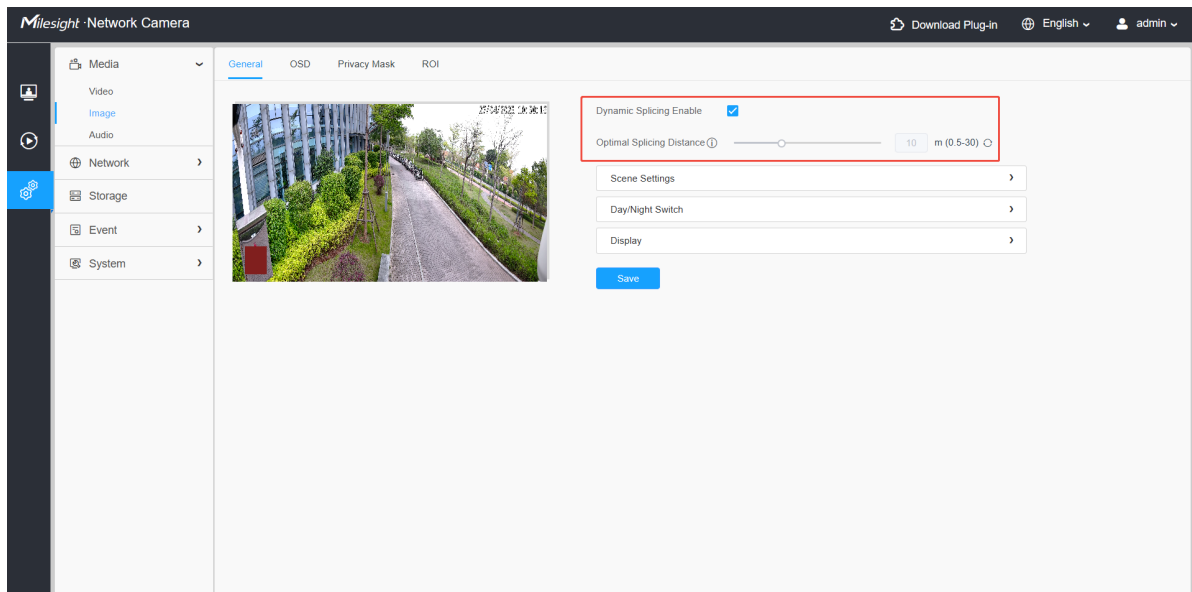 Milesight · Network Camera
Download Plug-in
English
admin
Media
Video
Image
Audio
Network
Storage
Event
System
General OSD Privacy Mask ROI
Dynamic Splicing Enable
Optimal Splicing Distance 10 m (0.5-30)
Scene Settings
Day/Night Switch
Display
Save